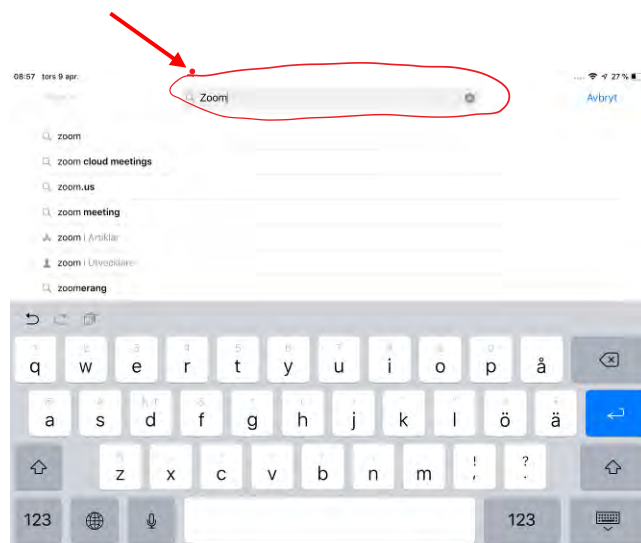 08:57 tors 9 apr. 27 %
Zoom Avbryt
zoom
zoom cloud meetings
zoom.us
zoom meeting
zoom i Artiklar
zoom i Utvecklare
zoomerang
q w e r t y u i o p å
a s d f g h j k l ö ä
z x c v b n m ! , ? .
123 123